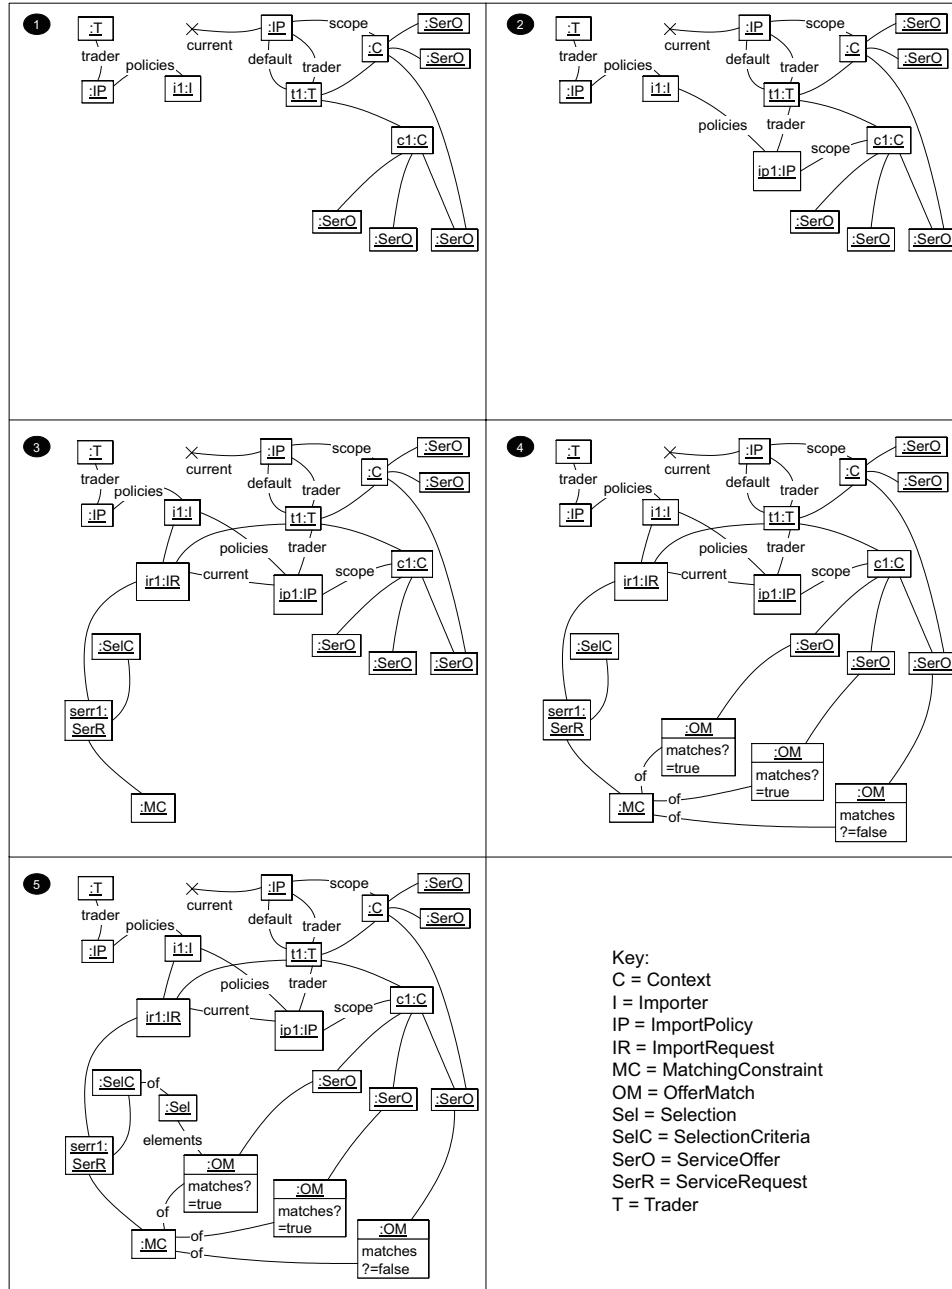 1
:T
:IP
scope
:SerO
current
:C
:SerO
trader
policies
default
trader
:IP
i1:I
t1:T
c1:C
:SerO
:SerO
:SerO
2
:T
:IP
scope
:SerO
current
:C
:SerO
trader
policies
default
trader
:IP
i1:I
t1:T
policies
trader
c1:C
scope
ip1:IP
:SerO
:SerO
:SerO
3
:T
:IP
scope
:SerO
current
:C
:SerO
trader
policies
default
trader
:IP
i1:I
t1:T
policies
trader
ir1:IR
current
scope
c1:C
ip1:IP
:SelC
:SerO
:SerO
:SerO
serr1:
SerR
:MC
4
:T
:IP
scope
:SerO
current
:C
:SerO
trader
policies
default
trader
:IP
i1:I
t1:T
policies
trader
ir1:IR
current
scope
c1:C
ip1:IP
:SelC
:SerO
:SerO
:SerO
serr1:
SerR
:OM
matches?
=true
:OM
matches?
=true
:OM
matches
?=false
of
of
of
:MC
5
:T
:IP
scope
:SerO
current
:C
:SerO
trader
policies
default
trader
:IP
i1:I
t1:T
policies
trader
ir1:IR
current
scope
c1:C
ip1:IP
:SelC
of
:Sel
:SerO
:SerO
:SerO
elements
serr1:
SerR
:OM
matches?
=true
:OM
matches?
=true
:OM
matches
?=false
of
of
of
:MC
Key:
C = Context
I = Importer
IP = ImportPolicy
IR = ImportRequest
MC = MatchingConstraint
OM = OfferMatch
Sel = Selection
SelC = SelectionCriteria
SerO = ServiceOffer
SerR = ServiceRequest
T = Trader